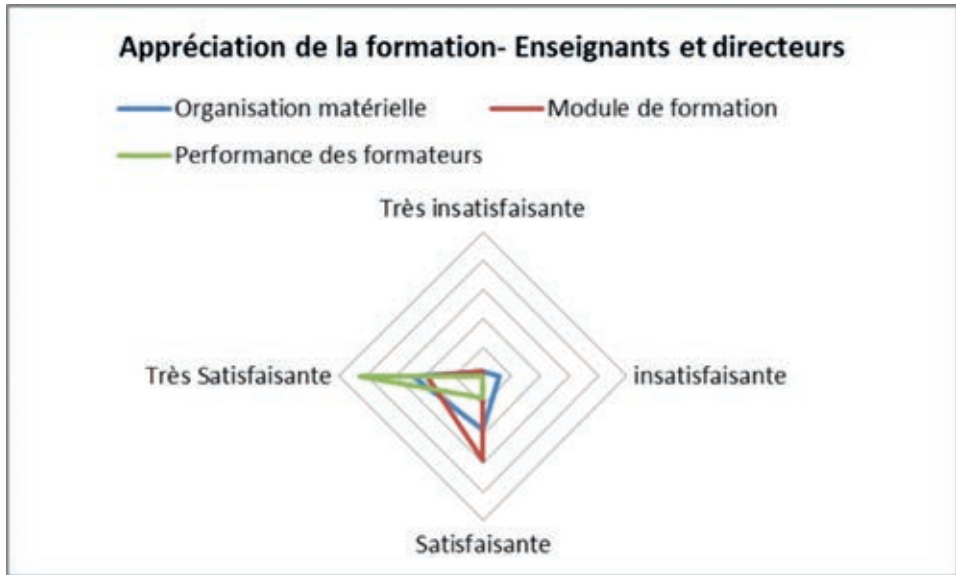 Appréciation de la formation- Enseignants et directeurs
Organisation matérielle
Module de formation
Performance des formateurs
Très insatisfaisante
Très Satisfaisante
insatisfaisante
Satisfaisante